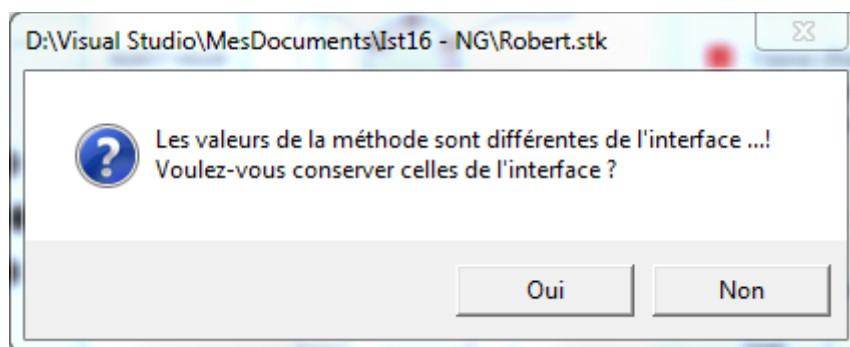 D:\Visual Studio\MesDocuments\Ist16 - NG\Robert.stk
Les valeurs de la méthode sont différentes de l'interface ...!
Voulez-vous conserver celles de l'interface ?
Oui
Non